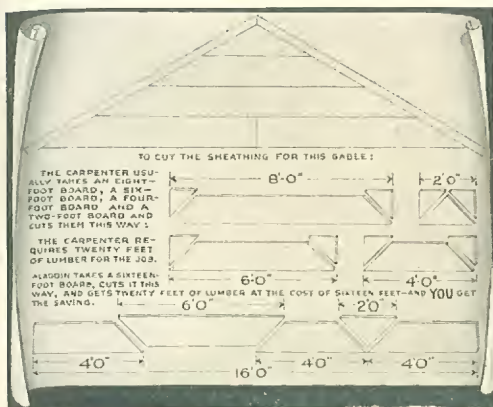 TO CUT THE SHEATHING FOR THIS GABLE:
THE CARPENTER USU-
ALLY TAKES AN EIGHT-
FOOT BOARD, A SIX-
FOOT BOARD, A FOUR-
FOOT BOARD AND A
TWO-FOOT BOARD AND
CUTS THEM THIS WAY:
8'-0"
2'0"
THE CARPENTER RE-
QUIRES TWENTY FEET
OF LUMBER FOR THE JOB.
6'0"
4'0"
ALADDIN TAKES A SIXTEEN-
FOOT BOARD, CUTS IT THIS
WAY, AND GETS TWENTY FEET OF LUMBER AT THE COST OF SIXTEEN FEET-AND YOU GET
THE SAVING.
6'0"
2'0"
4'0"
4'0"
4'0"
16'0"